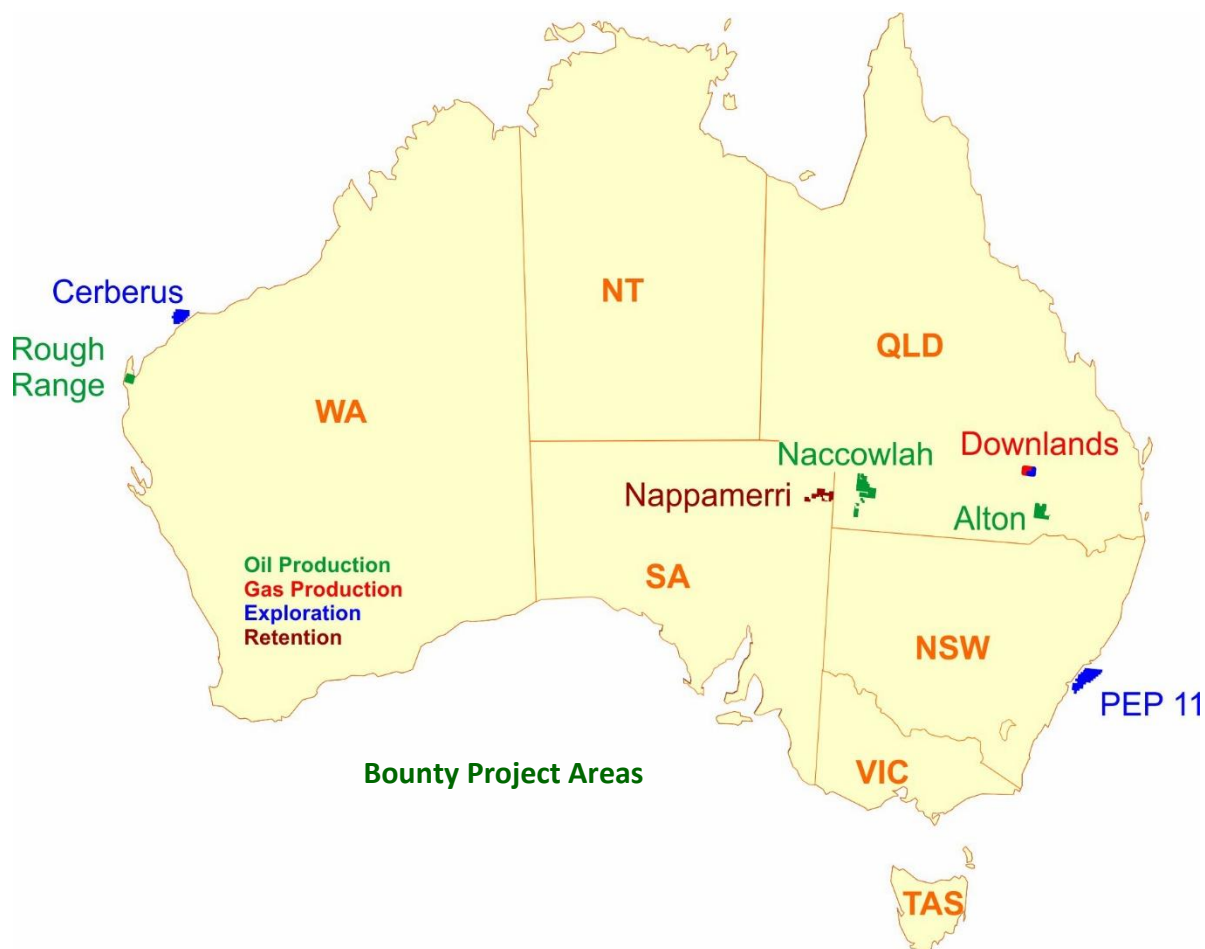 NT
Cerberus
QLD
Rough
Range
WA
Naccowlah
Downlands
Nappamerri
Alton
Oil Production
Gas Production
Exploration
Retention
SA
NSW
PEP 11
Bounty Project Areas
VIC
TAS